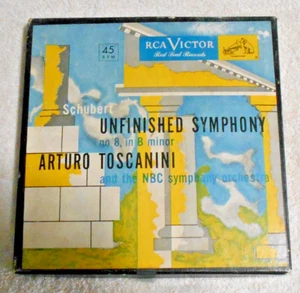 45
RPM
RCA VICTOR
Red Seal Records
Schubert
UNFINISHED SYMPHONY
no 8, in B minor
ARTURO TOSCANINI
and the NBC symphony orchestra